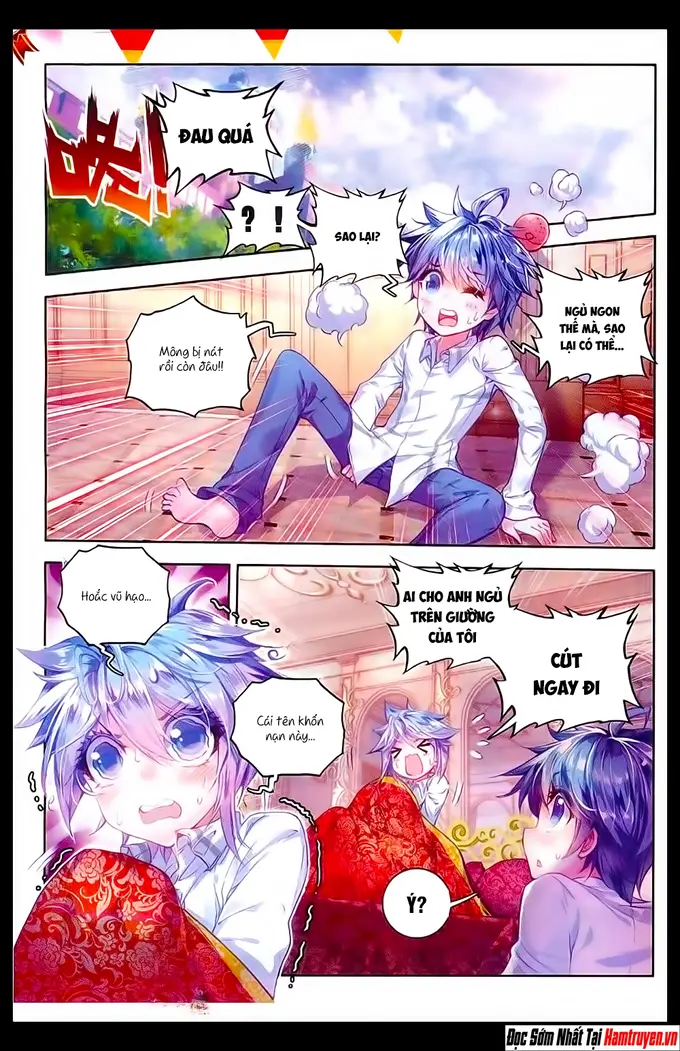 ĐAU QUÁ
? !
SAO LẠI?
NGỦ NGON
THẾ MÀ, SAO
LẠI CÓ THỂ...
Mông bị nát
rồi còn đâu!!
Hoắc vũ hạo...
AI CHO ANH NGỦ
TRÊN GIƯỜNG
CỦA TÔI
CÚT
NGAY ĐI
Cái tên khốn
nạn này...
Ý?
Đọc Sớm Nhất Tại Hamtruyen.vn